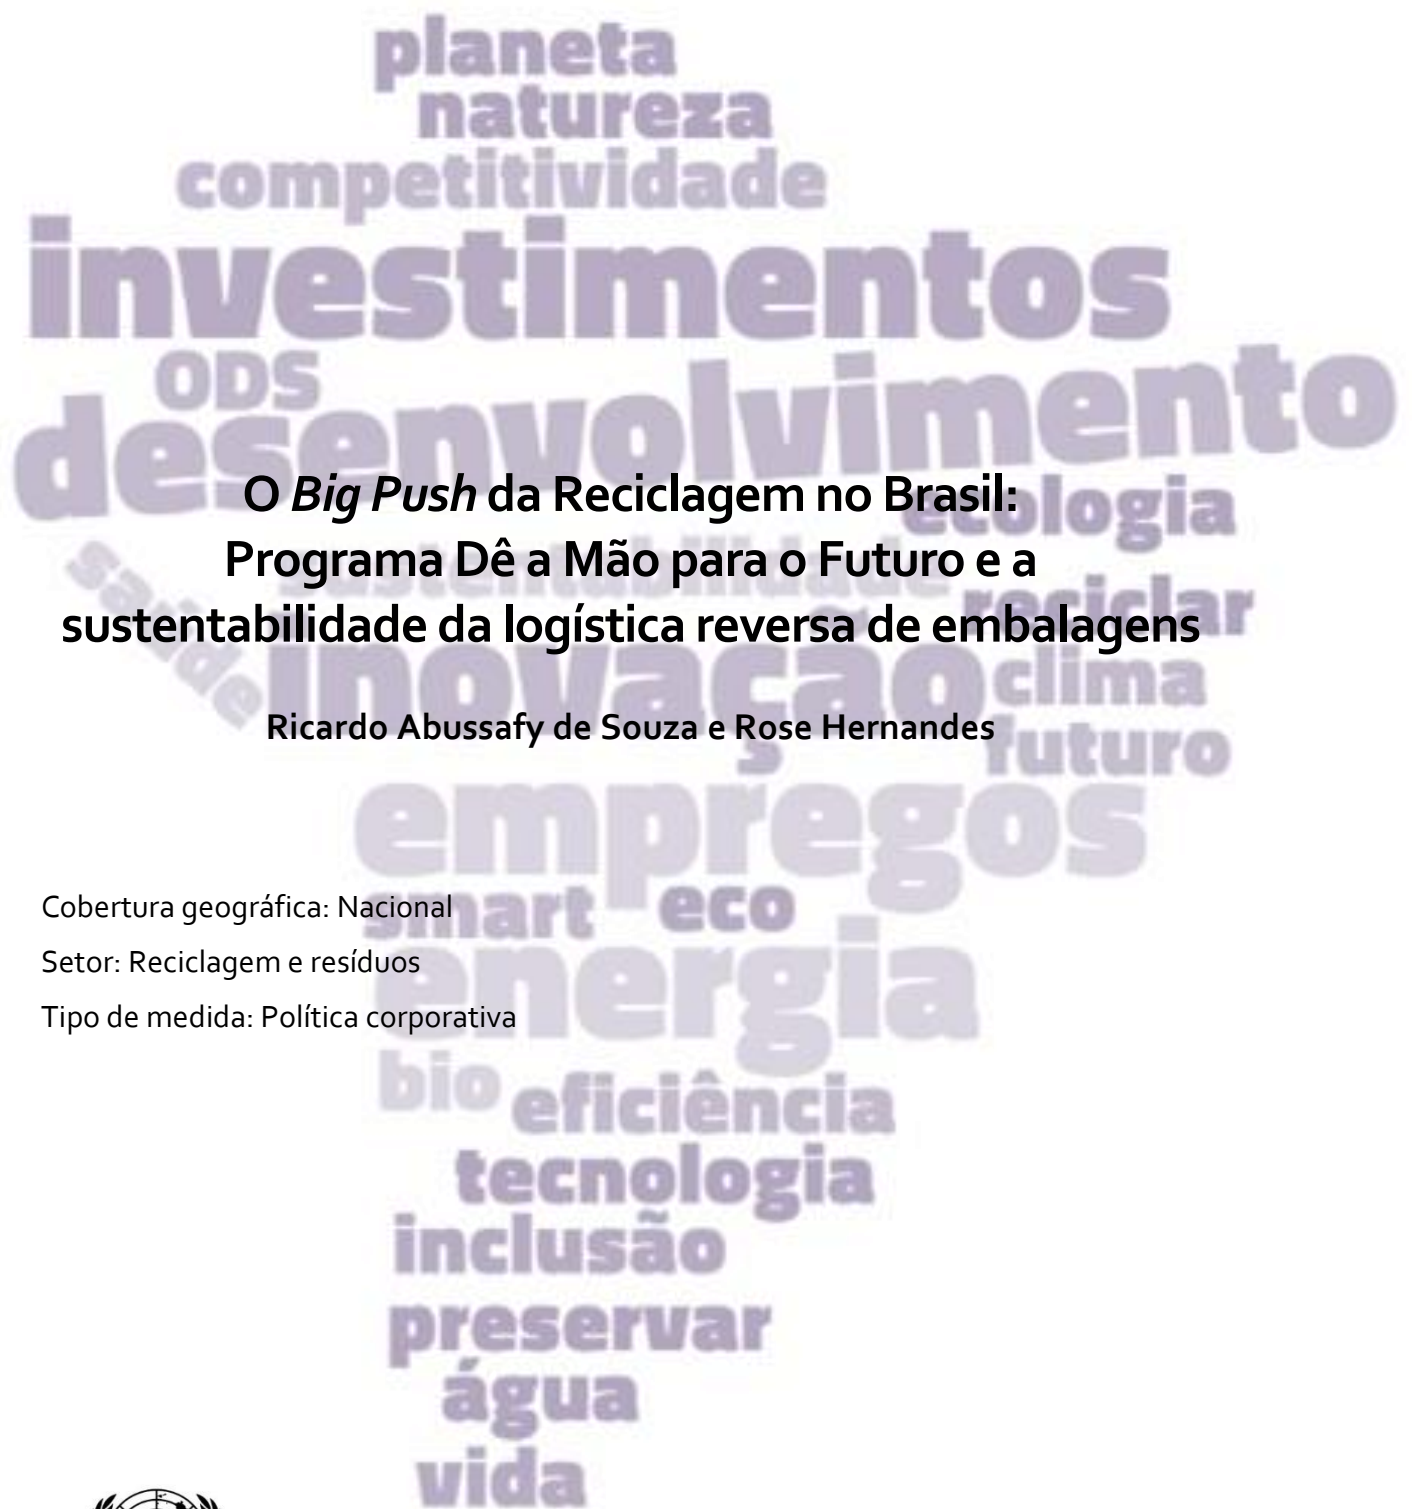 planeta
natureza
competitividade
investimentos
ODS
desenvolvimento
O Big Push da Reciclagem no Brasil:
ecologia
Programa Dê a Mão para o Futuro e a
sustentabilidade
saúde
reciclar
sustentabilidade da logística reversa de embalagens
inovação
clima
Ricardo Abussafy de Souza e Rose Hernandes
futuro
empregos
Cobertura geográfica: Nacional
smart eco
Setor: Reciclagem e resíduos
energia
Tipo de medida: Política corporativa
bio
eficiência
tecnologia
inclusão
preservar
água
vida